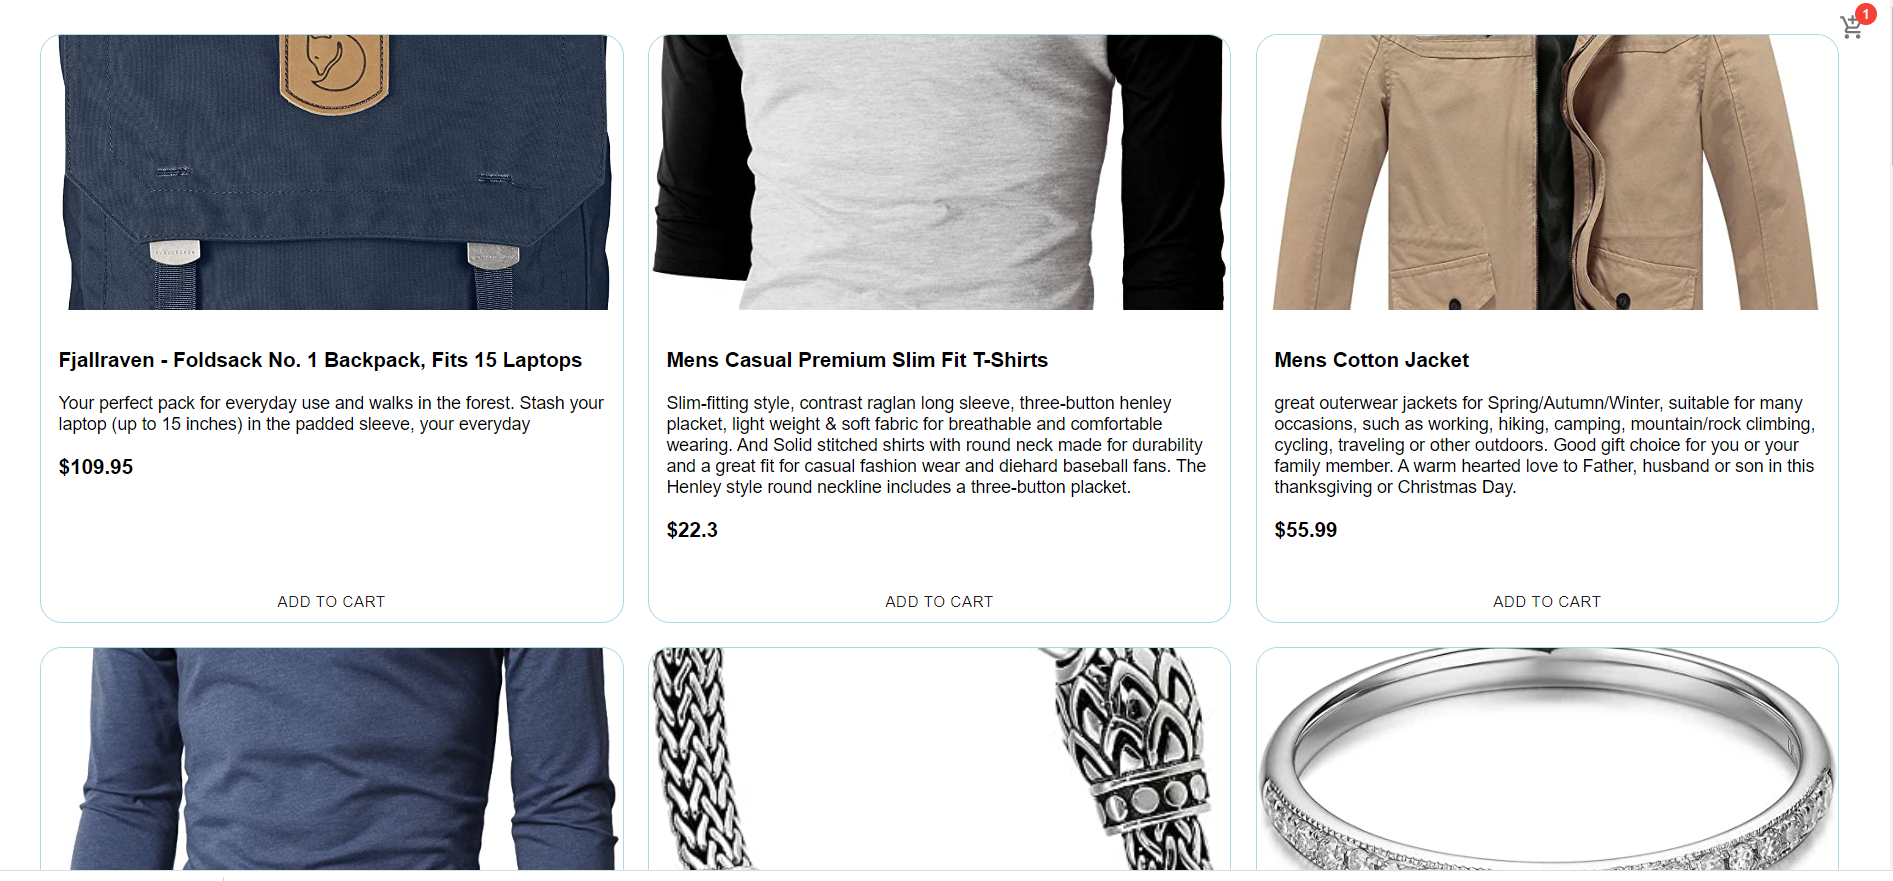 1
Fjallraven - Foldsack No. 1 Backpack, Fits 15 Laptops
Your perfect pack for everyday use and walks in the forest. Stash your
laptop (up to 15 inches) in the padded sleeve, your everyday
$109.95
ADD TO CART
Mens Casual Premium Slim Fit T-Shirts
Slim-fitting style, contrast raglan long sleeve, three-button henley
placket, light weight & soft fabric for breathable and comfortable
wearing. And Solid stitched shirts with round neck made for durability
and a great fit for casual fashion wear and diehard baseball fans. The
Henley style round neckline includes a three-button placket.
$22.3
ADD TO CART
Mens Cotton Jacket
great outerwear jackets for Spring/Autumn/Winter, suitable for many
occasions, such as working, hiking, camping, mountain/rock climbing,
cycling, traveling or other outdoors. Good gift choice for you or your
family member. A warm hearted love to Father, husband or son in this
thanksgiving or Christmas Day.
$55.99
ADD TO CART